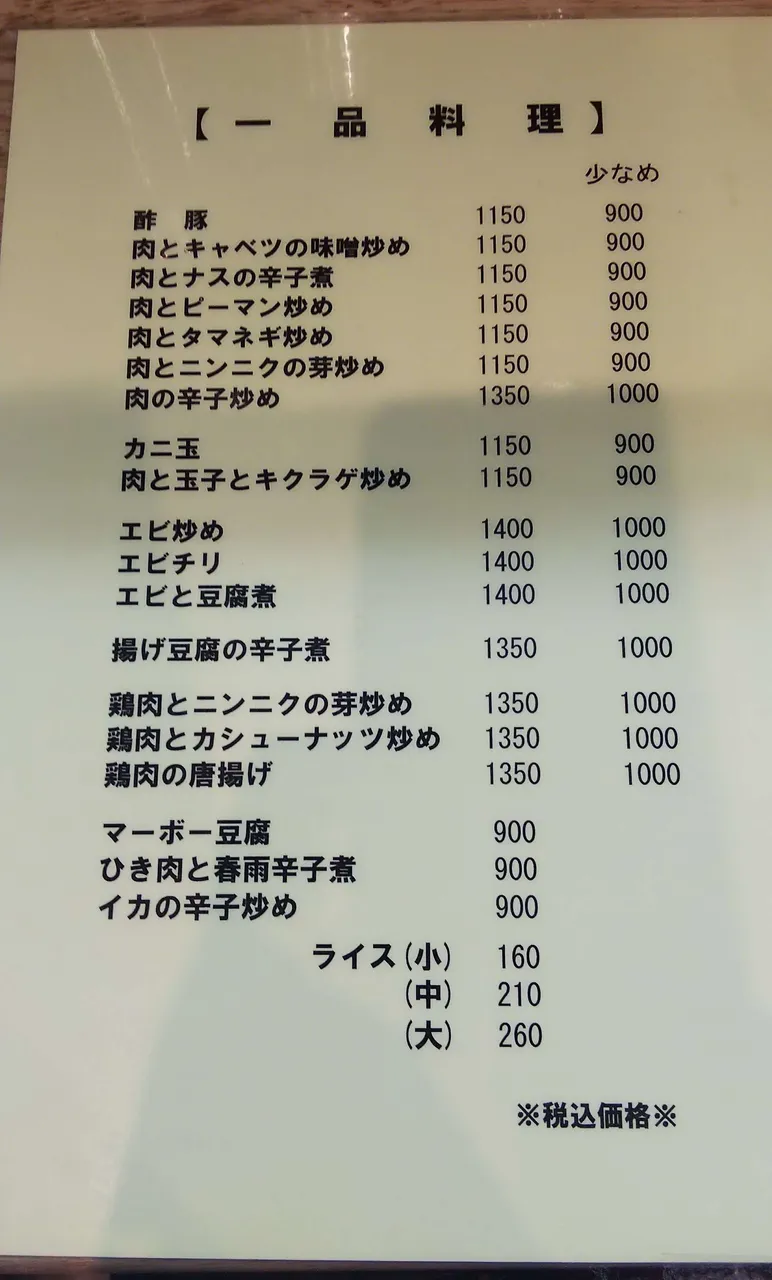 【一品料理】
少なめ
酢豚 1150 900
肉とキャベツの味噌炒め 1150 900
肉とナスの辛子煮 1150 900
肉とピーマン炒め 1150 900
肉とタマネギ炒め 1150 900
肉とニンニクの芽炒め 1150 900
肉の辛子炒め 1350 1000
カニ玉 1150 900
肉と玉子とキクラゲ炒め 1150 900
エビ炒め 1400 1000
エビチリ 1400 1000
エビと豆腐煮 1400 1000
揚げ豆腐の辛子煮 1350 1000
鶏肉とニンニクの芽炒め 1350 1000
鶏肉とカシューナッツ炒め 1350 1000
鶏肉の唐揚げ 1350 1000
マーボー豆腐 900
ひき肉と春雨辛子煮 900
イカの辛子炒め 900
ライス(小) 160
(中) 210
(大) 260
※税込価格※